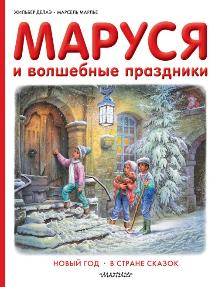 ЖИЛЬБЕР ДЕЛАЭ • МАРСЕЛЬ МАРЛЬЕ
МАРУСЯ
и волшебные праздники
НОВЫЙ ГОД • В СТРАНЕ СКАЗОК